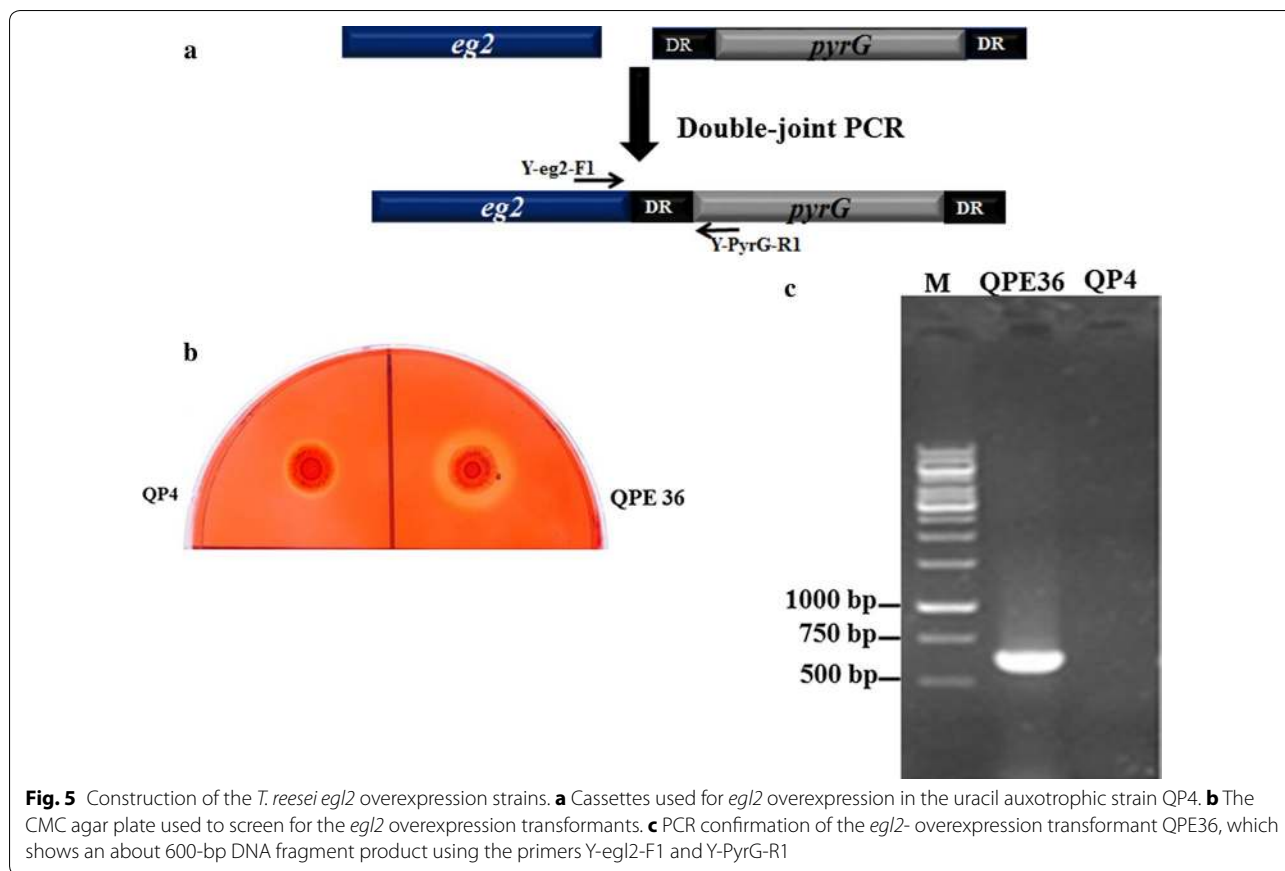 a
eg2 DR pyrG DR
Double-joint PCR
Y-eg2-F1
eg2 DR pyrG DR
Y-PyrG-R1
c
M QPE36 QP4
b
QP4
QPE 36
1000 bp
750 bp
500 bp
Fig. 5 Construction of the T. reesei egl2 overexpression strains. a Cassettes used for egl2 overexpression in the uracil auxotrophic strain QP4. b The
CMC agar plate used to screen for the egl2 overexpression transformants. c PCR confirmation of the egl2- overexpression transformant QPE36, which
shows an about 600-bp DNA fragment product using the primers Y-egl2-F1 and Y-PyrG-R1